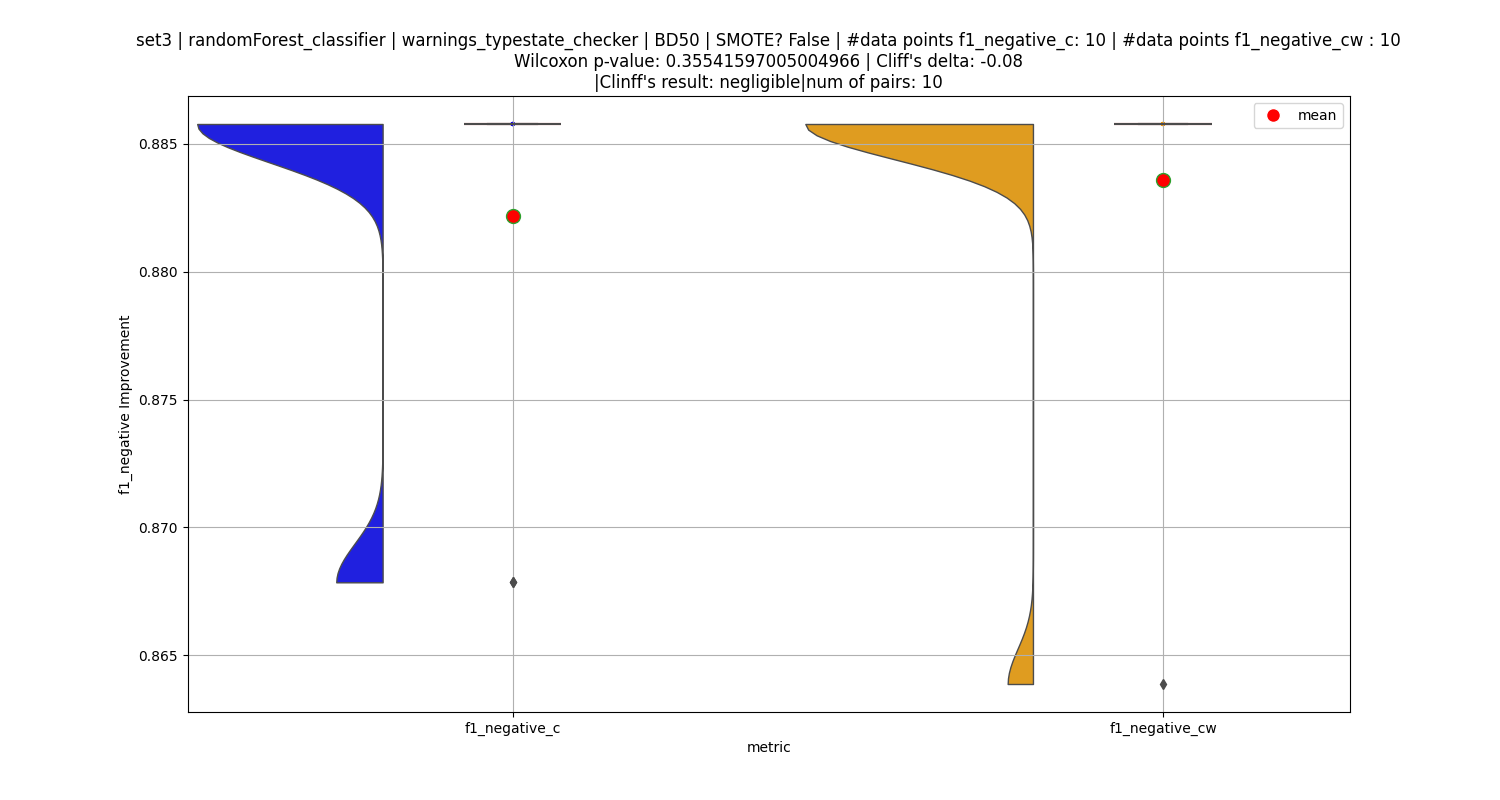 set3 | randomForest_classifier | warnings_typestate_checker | BD50 | SMOTE? False | #data points f1_negative_c: 10 | #data points f1_negative_cw : 10
Wilcoxon p-value: 0.35541597005004966 | Cliff's delta: -0.08
|Clinff's result: negligible|num of pairs: 10
mean
0.885
0.880
0.875
0.870
0.865
f1_negative Improvement
f1_negative_c
f1_negative_cw
metric